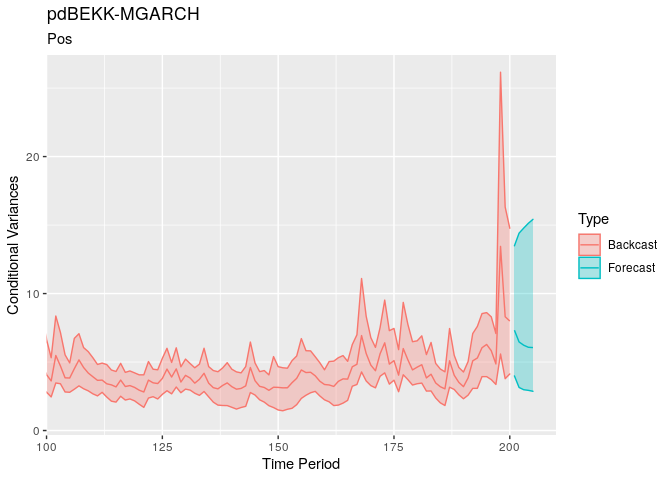 pdBEKK-MGARCH
Pos
Conditional Variances
20
10
0
100 125 150 175 200
Time Period
Type
Backcast
Forecast